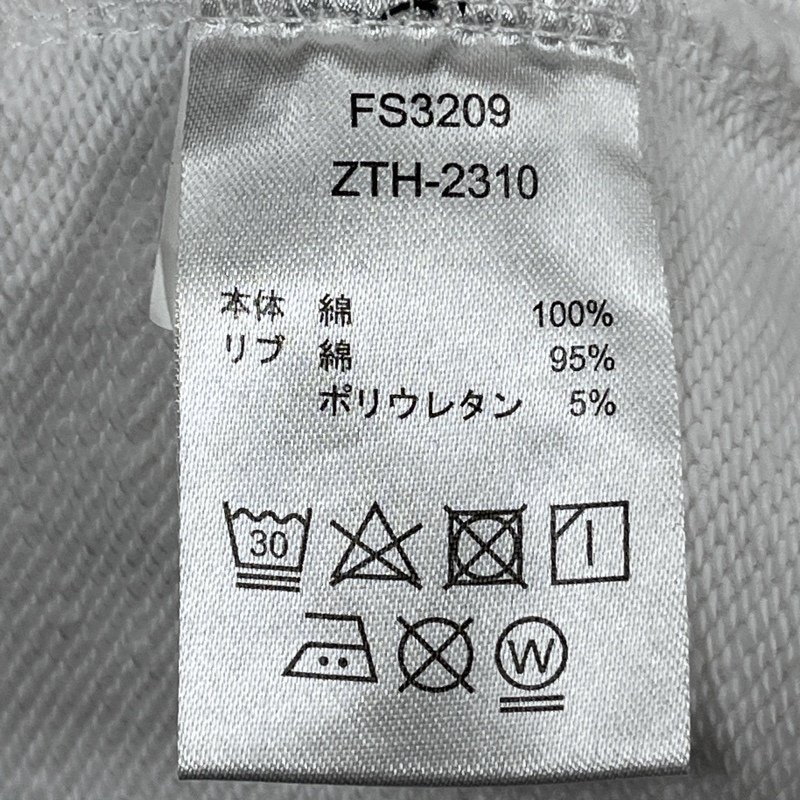 FS3209
ZTH-2310
本体 綿 100%
リブ 綿 95%
ポリウレタン 5%
30
W